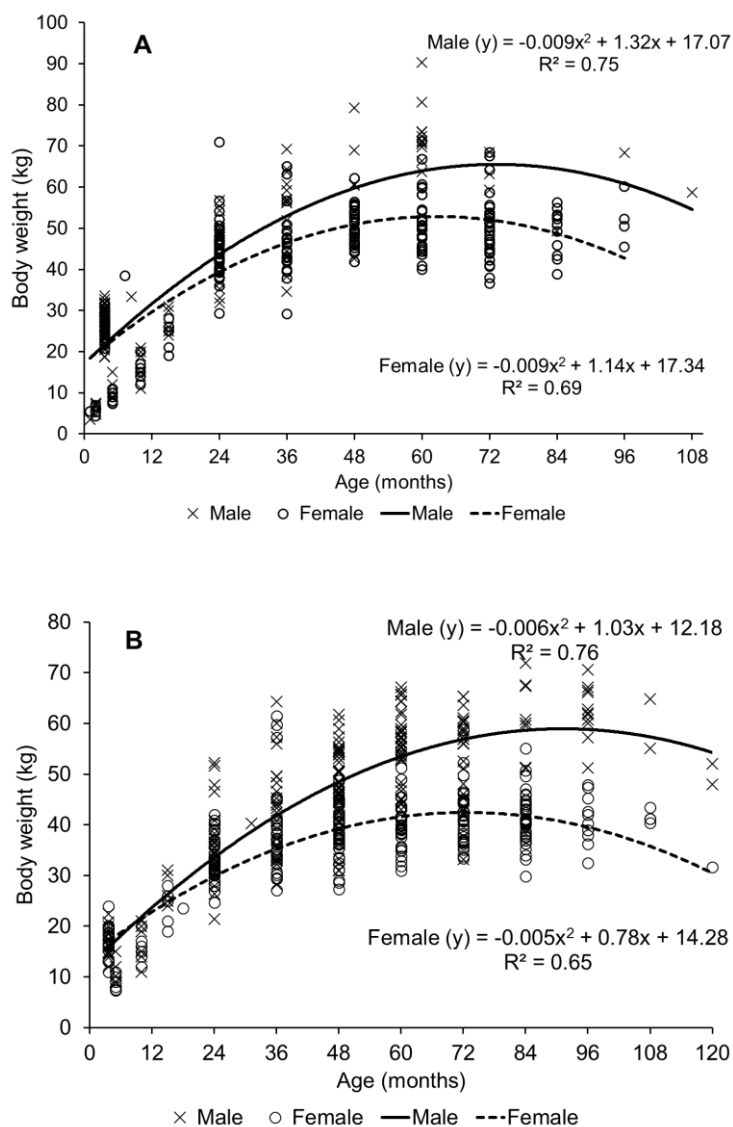 A
Male (y) = -0.009x² + 1.32x + 17.07
R² = 0.75
Body weight (kg)
100
90
80
70
60
50
40
30
20
10
0
Female (y) = -0.009x² + 1.14x + 17.34
R² = 0.69
0 12 24 36 48 60 72 84 96 108
Age (months)
× Male ○ Female Male Female
B
Male (y) = -0.006x² + 1.03x + 12.18
R² = 0.76
Body weight (kg)
80
70
60
50
40
30
20
10
0
Female (y) = -0.005x² + 0.78x + 14.28
R² = 0.65
0 12 24 36 48 60 72 84 96 108 120
Age (months)
× Male ○ Female Male Female